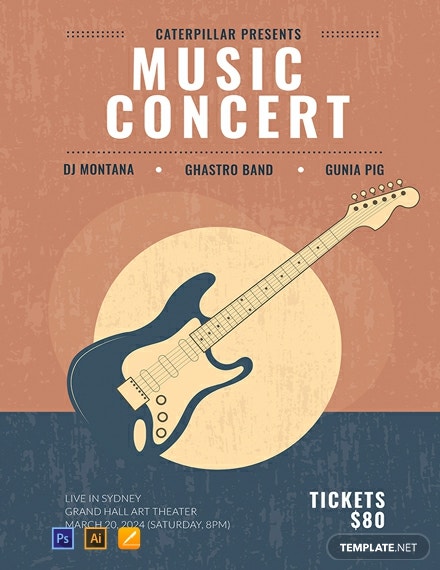 CATERPILLAR PRESENTS
MUSIC
CONCERT
DJ MONTANA • GHASTRO BAND • GUNIA PIG
LIVE IN SYDNEY
GRAND HALL ART THEATER
MARCH 20, 2024 (SATURDAY, 8PM)
TICKETS
$80
Ps Ai
TEMPLATE.NET